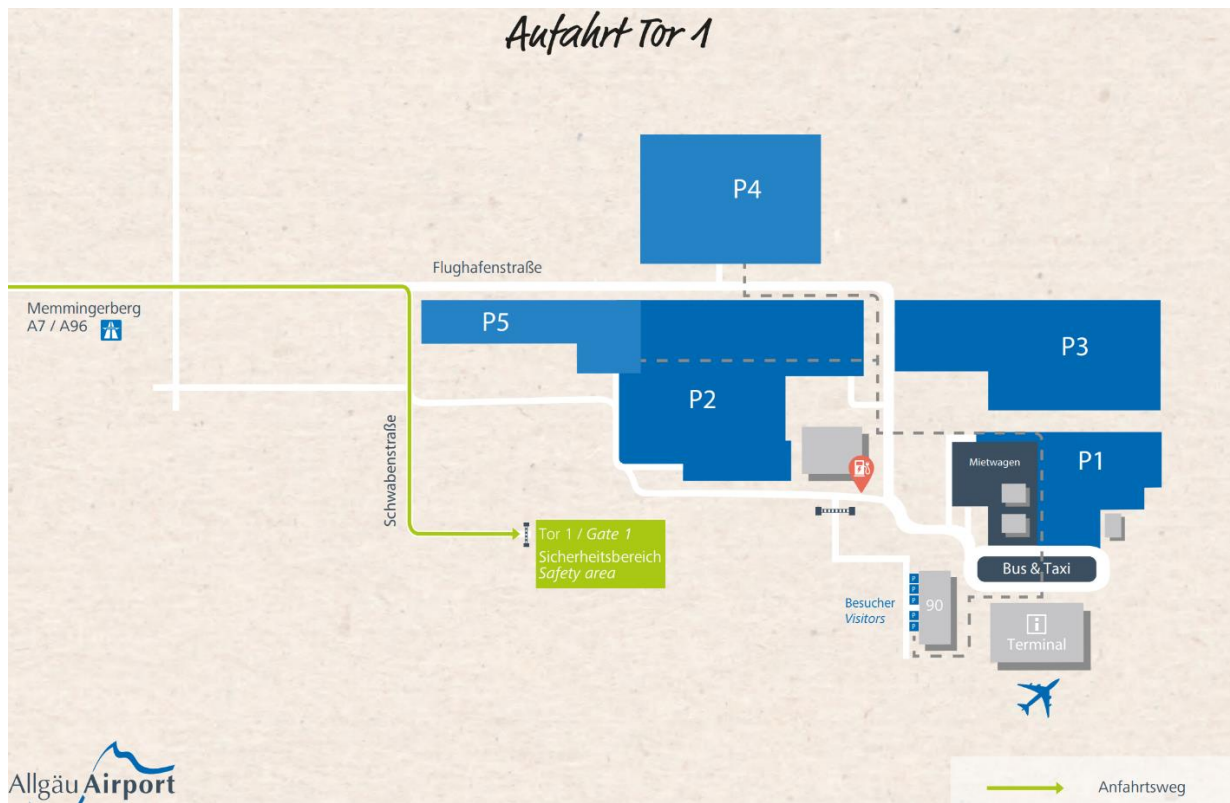 Anfahrt Tor 1
P4
Flughafenstraße
Memmingerberg
A7 / A96
P5
P3
P2
Schwabenstraße
Mietwagen
P1
Tor 1 / Gate 1
Sicherheitsbereich
Safety area
Bus & Taxi
Besucher
Visitors
P
P
P
P
P
90
i
Terminal
Allgäu Airport
Anfahrtsweg